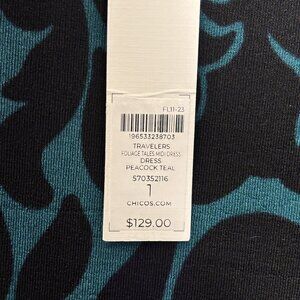 FL11-23
196533238703
TRAVELERS
FOLIAGE TALES MIDI DRESS
DRESS
PEACOCK TEAL
570352116
1
CHICOS.COM
$129.00